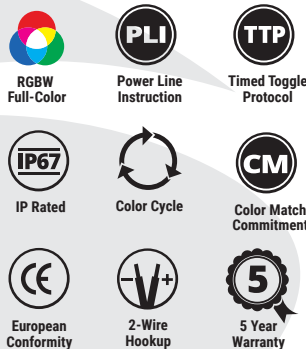 PLI
TTP
RGBW
Full-Color
Power Line
Instruction
Timed Toggle
Protocol
IP67
CM
IP Rated
Color Cycle
Color Match
Commitment
CE
5
European
Conformity
2-Wire
Hookup
5 Year
Warranty